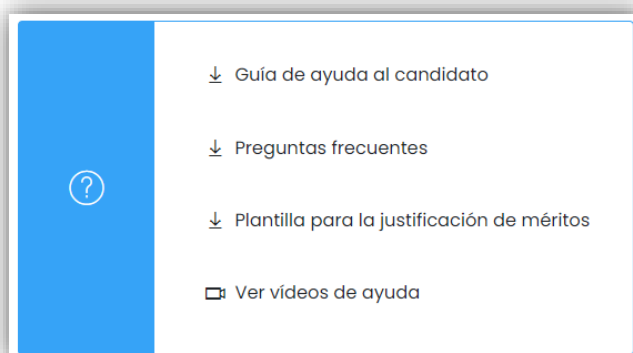 Guía de ayuda al candidato
Preguntas frecuentes
Plantilla para la justificación de méritos
Ver vídeos de ayuda